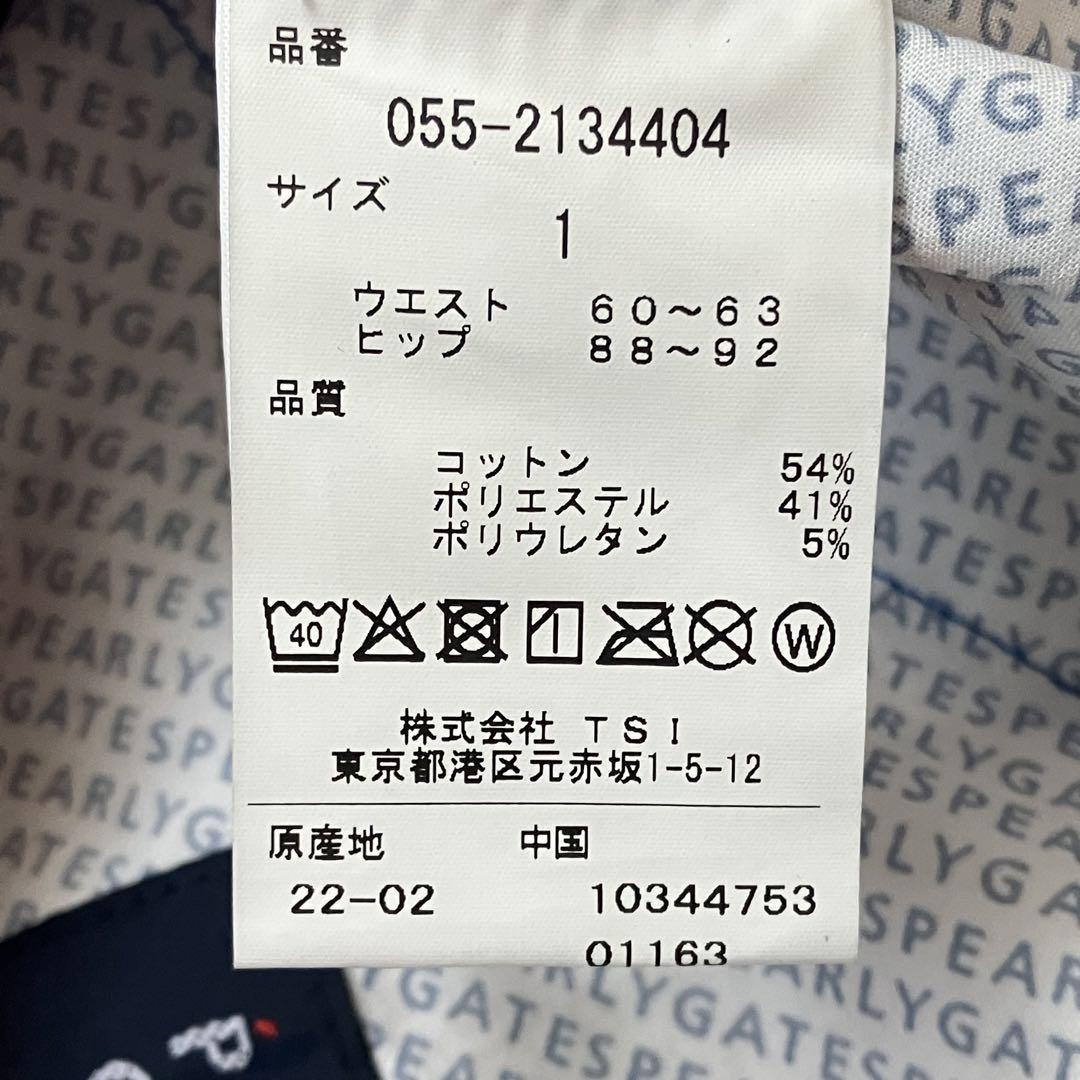 品番
055-2134404
サイズ
1
ウエスト 60〜63
ヒップ 88〜92
品質
コットン 54%
ポリエステル 41%
ポリウレタン 5%
40
W
株式会社 TSI
東京都港区元赤坂1-5-12
原産地 中国
22-02 10344753
01163
PEARLYGATES